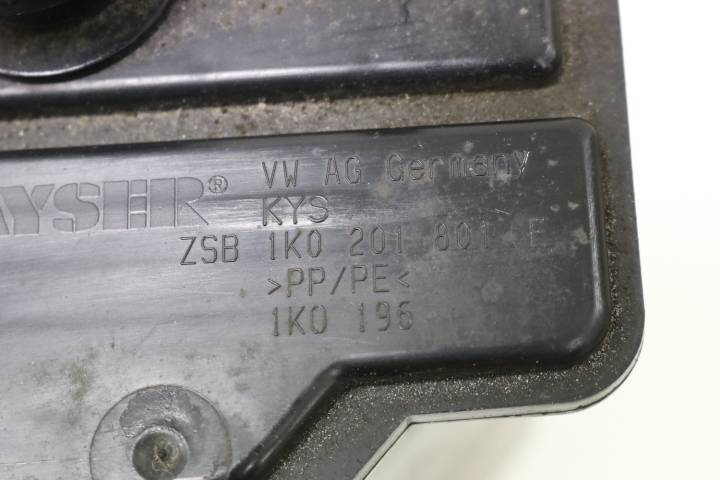 AYSER®
VW AG Germany
KYS
ZSB 1K0 201 801 E
>PP/PE<
1K0 196